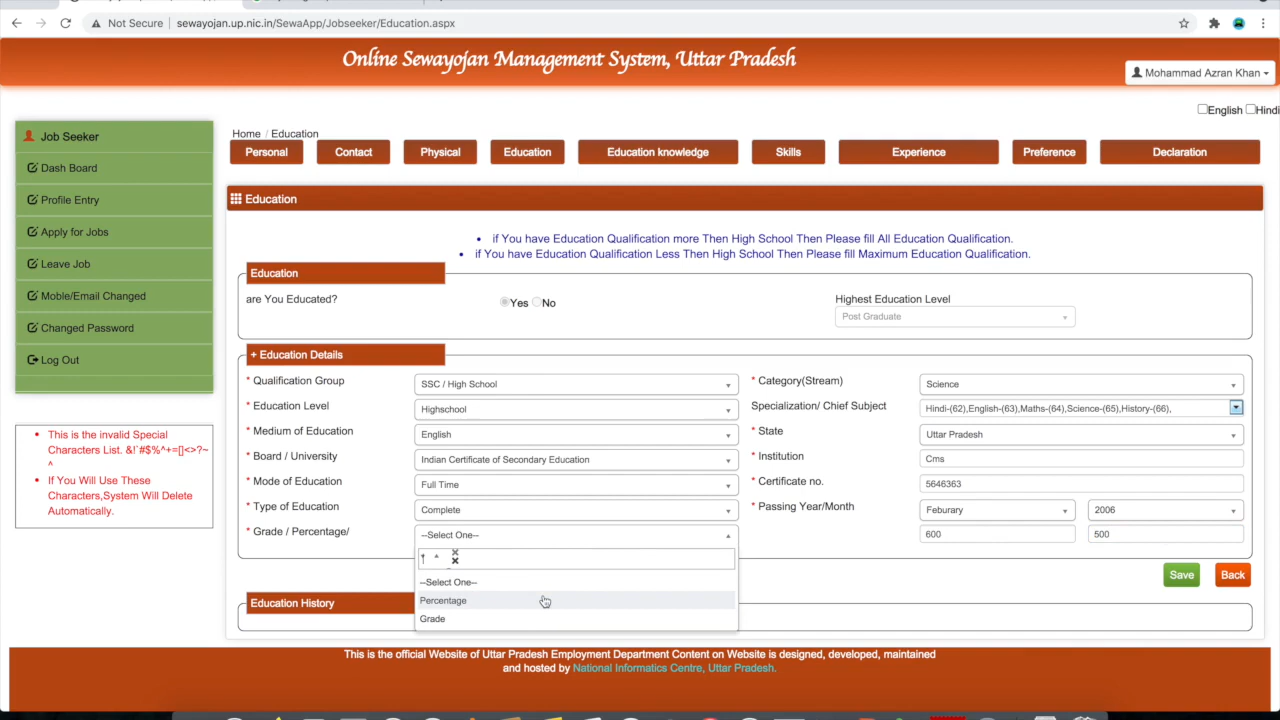 Not Secure | sewayojan.up.nic.in/SewaApp/Jobseeker/Education.aspx
Online Sewayojan Management System, Uttar Pradesh
Mohammad Azran Khan
English Hindi
Job Seeker
Dash Board
Profile Entry
Apply for Jobs
Leave Job
Moble/Email Changed
Changed Password
Log Out
This is the invalid Special
Characters List. &!`#$%^+=[]<>?~
^
If You Will Use These
Characters,System Will Delete
Automatically.
Home / Education
Personal Contact Physical Education Education knowledge Skills Experience Preference Declaration
Education
if You have Education Qualification more Then High School Then Please fill All Education Qualification.
if You have Education Qualification Less Then High School Then Please fill Maximum Education Qualification.
Education
are You Educated? Yes No Highest Education Level
Post Graduate
+ Education Details
* Qualification Group SSC / High School * Category(Stream) Science
* Education Level Highschool Specialization/ Chief Subject Hindi-(62),English-(63),Maths-(64),Science-(65),History-(66),
* Medium of Education English * State Uttar Pradesh
* Board / University Indian Certificate of Secondary Education * Institution Cms
* Mode of Education Full Time * Certificate no. 5646363
* Type of Education Complete * Passing Year/Month Feburary 2006
* Grade / Percentage/ --Select One-- 600 500
--Select One--
Percentage
Grade
Save Back
Education History
This is the official Website of Uttar Pradesh Employment Department Content on Website is designed, developed, maintained
and hosted by National Informatics Centre, Uttar Pradesh.